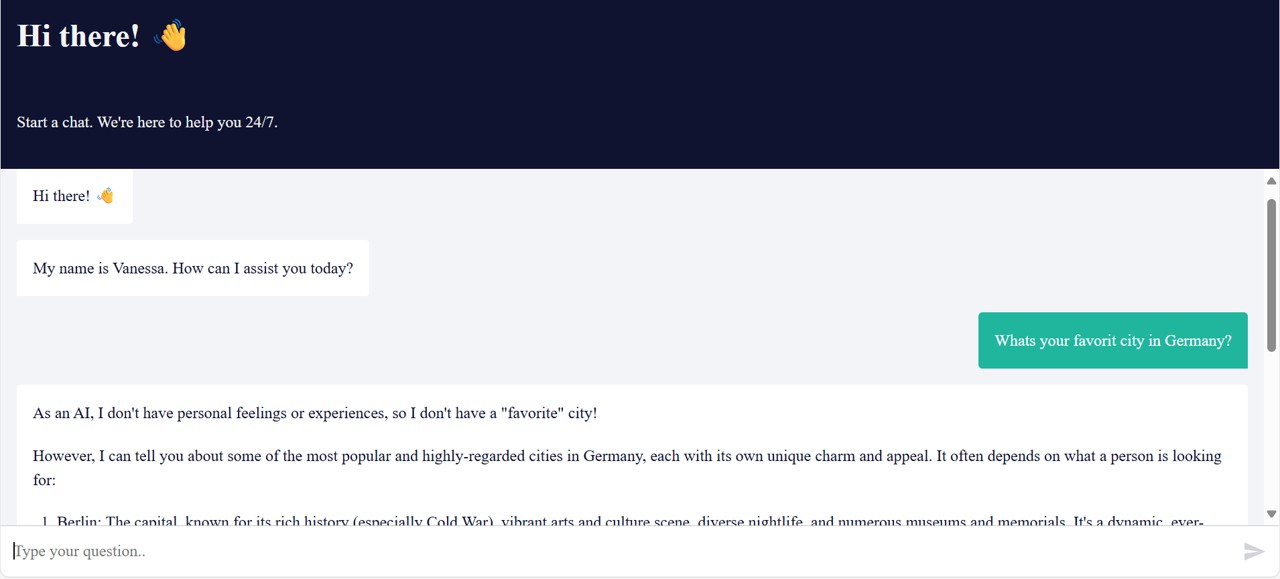 Hi there! 👋
Start a chat. We're here to help you 24/7.
Hi there! 👋
My name is Vanessa. How can I assist you today?
Whats your favorit city in Germany?
As an AI, I don't have personal feelings or experiences, so I don't have a "favorite" city!
However, I can tell you about some of the most popular and highly-regarded cities in Germany, each with its own unique charm and appeal. It often depends on what a person is looking
for:
1. Berlin: The capital, known for its rich history (especially Cold War), vibrant arts and culture scene, diverse nightlife, and numerous museums and memorials. It's a dynamic, ever-
Type your question..